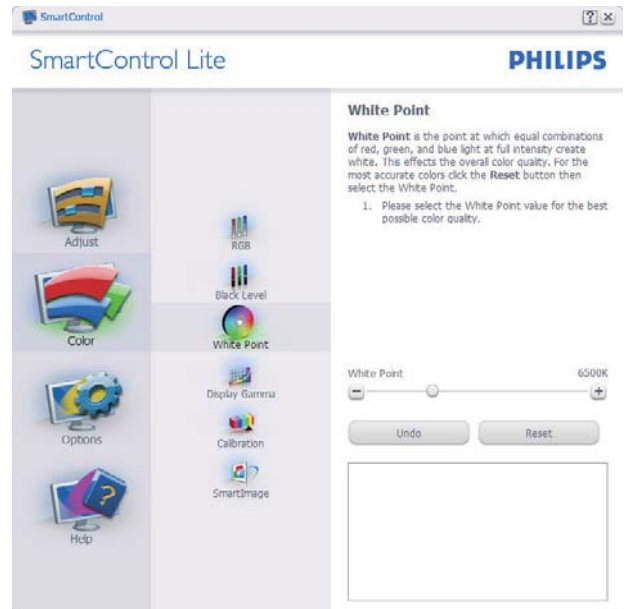 SmartControl
SmartControl Lite
PHILIPS
Adjust
Color
Options
Help
RGB
Black Level
White Point
Display Gamma
Calibration
SmartImage
White Point
White Point is the point at which equal combinations
of red, green, and blue light at full intensity create
white. This effects the overall color quality. For the
most accurate colors click the Reset button then
select the White Point.
1. Please select the White Point value for the best
possible color quality.
White Point 6500K
Undo Reset